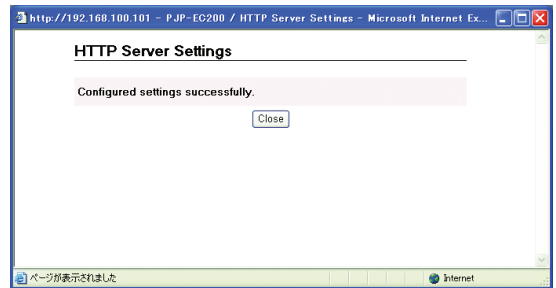 http://192.168.100.101 - PJP-EC200 / HTTP Server Settings - Microsoft Internet Ex...
HTTP Server Settings
Configured settings successfully.
Close
ページが表示されました
Internet